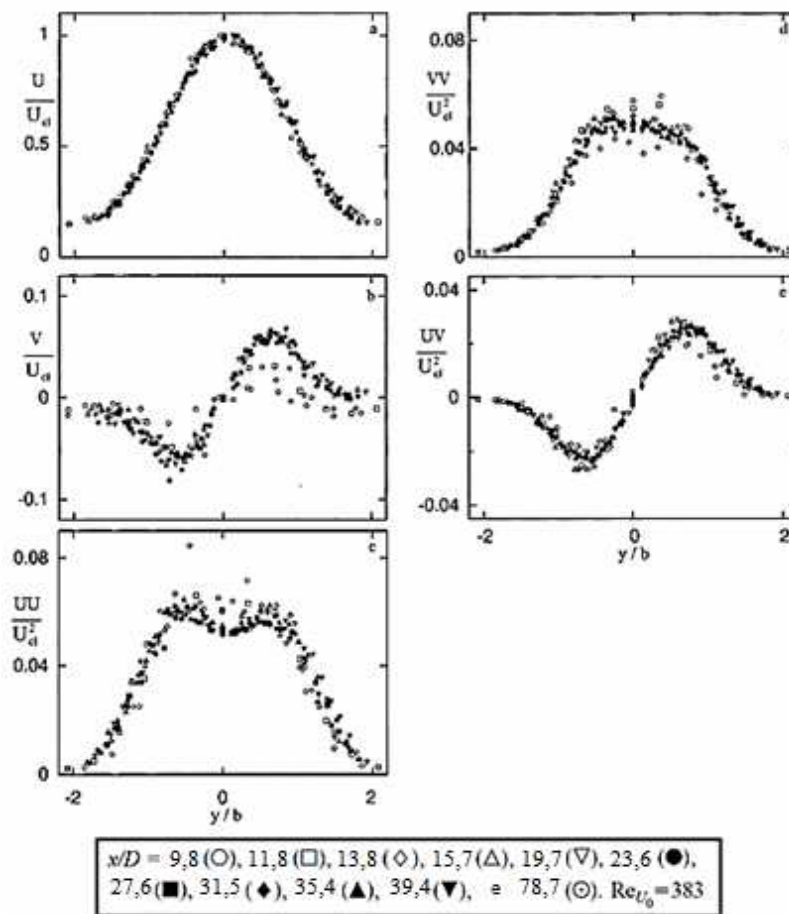 a
1
U
U_cl
0.5
0
d
0.08
VV
U_cl^2
0.04
0
b
0.1
V
U_cl
0
-0.1
e
0.04
UV
U_cl^2
0
-0.04
-2 0 2
y / b
c
0.08
UU
U_cl^2
0.04
0
-2 0 2
y / b
x/D = 9,8 (○), 11,8 (□), 13,8 (◇), 15,7 (△), 19,7 (▽), 23,6 (●),
27,6 (■), 31,5 (◆), 35,4 (▲), 39,4 (▼), e 78,7 (⊙). Re_U₀=383